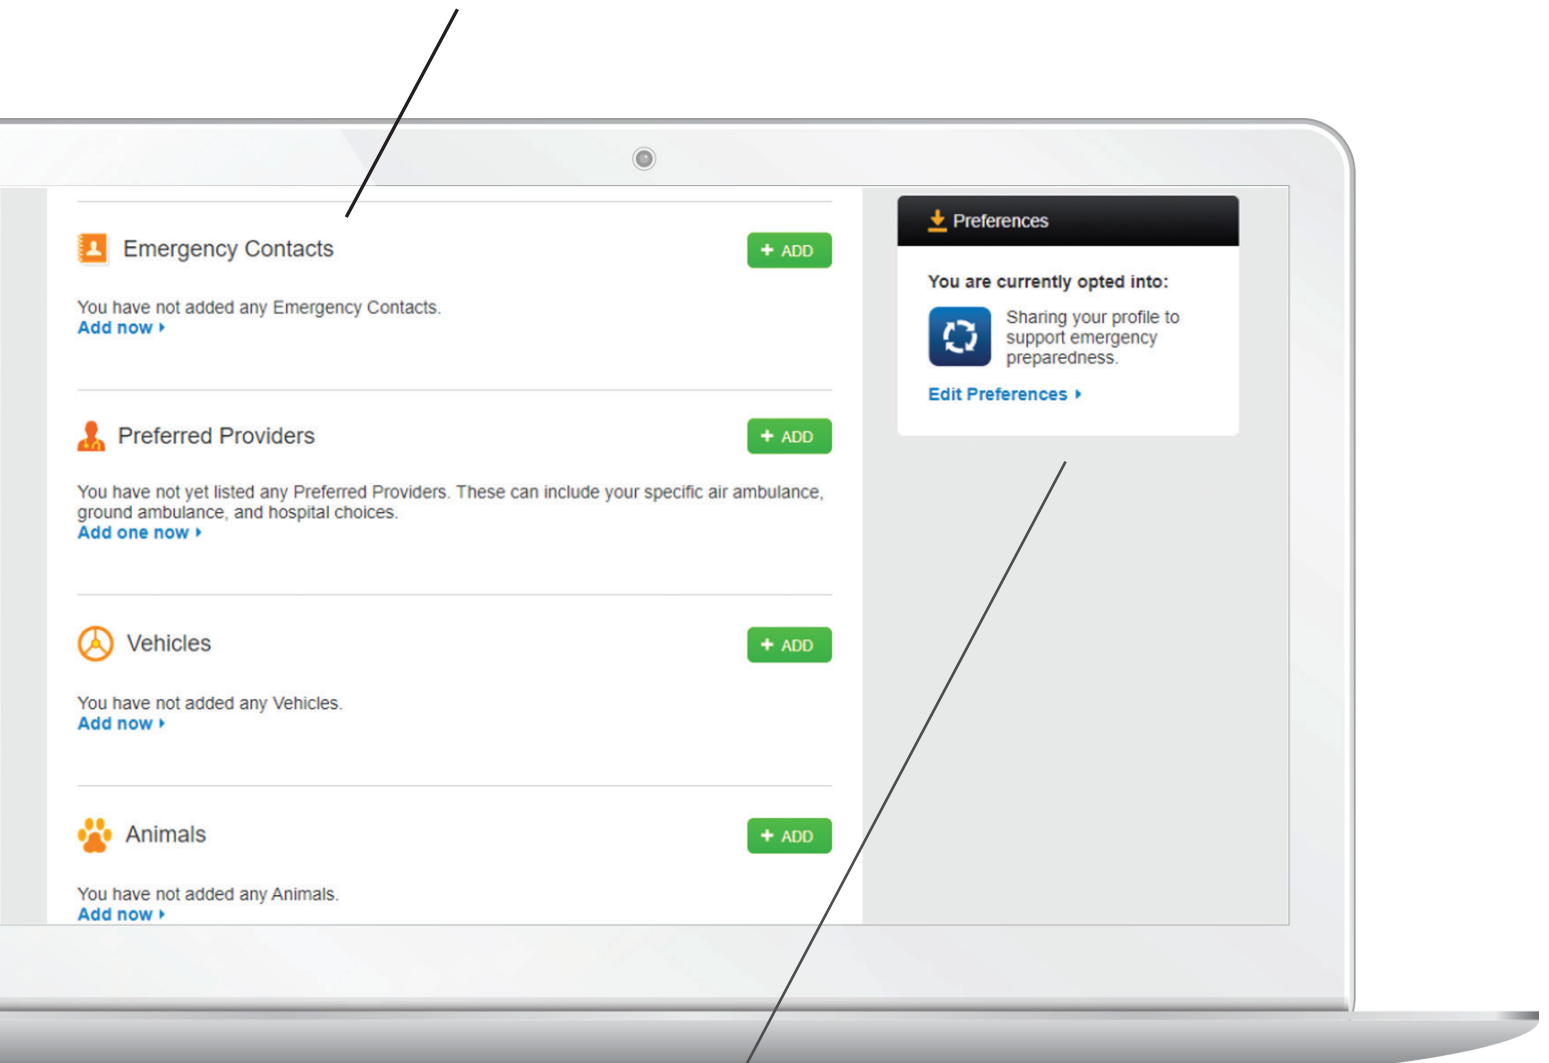 Emergency Contacts
+ ADD
You have not added any Emergency Contacts.
Add now
Preferred Providers
+ ADD
You have not yet listed any Preferred Providers. These can include your specific air ambulance,
ground ambulance, and hospital choices.
Add one now
Vehicles
+ ADD
You have not added any Vehicles.
Add now
Animals
+ ADD
You have not added any Animals.
Add now
Preferences
You are currently opted into:
Sharing your profile to
support emergency
preparedness.
Edit Preferences